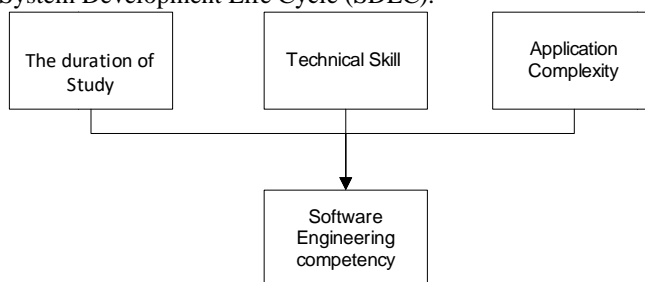 System Development Life Cycle (SDLC).
The duration of
Study
Technical Skill
Application
Complexity
Software
Engineering
competency